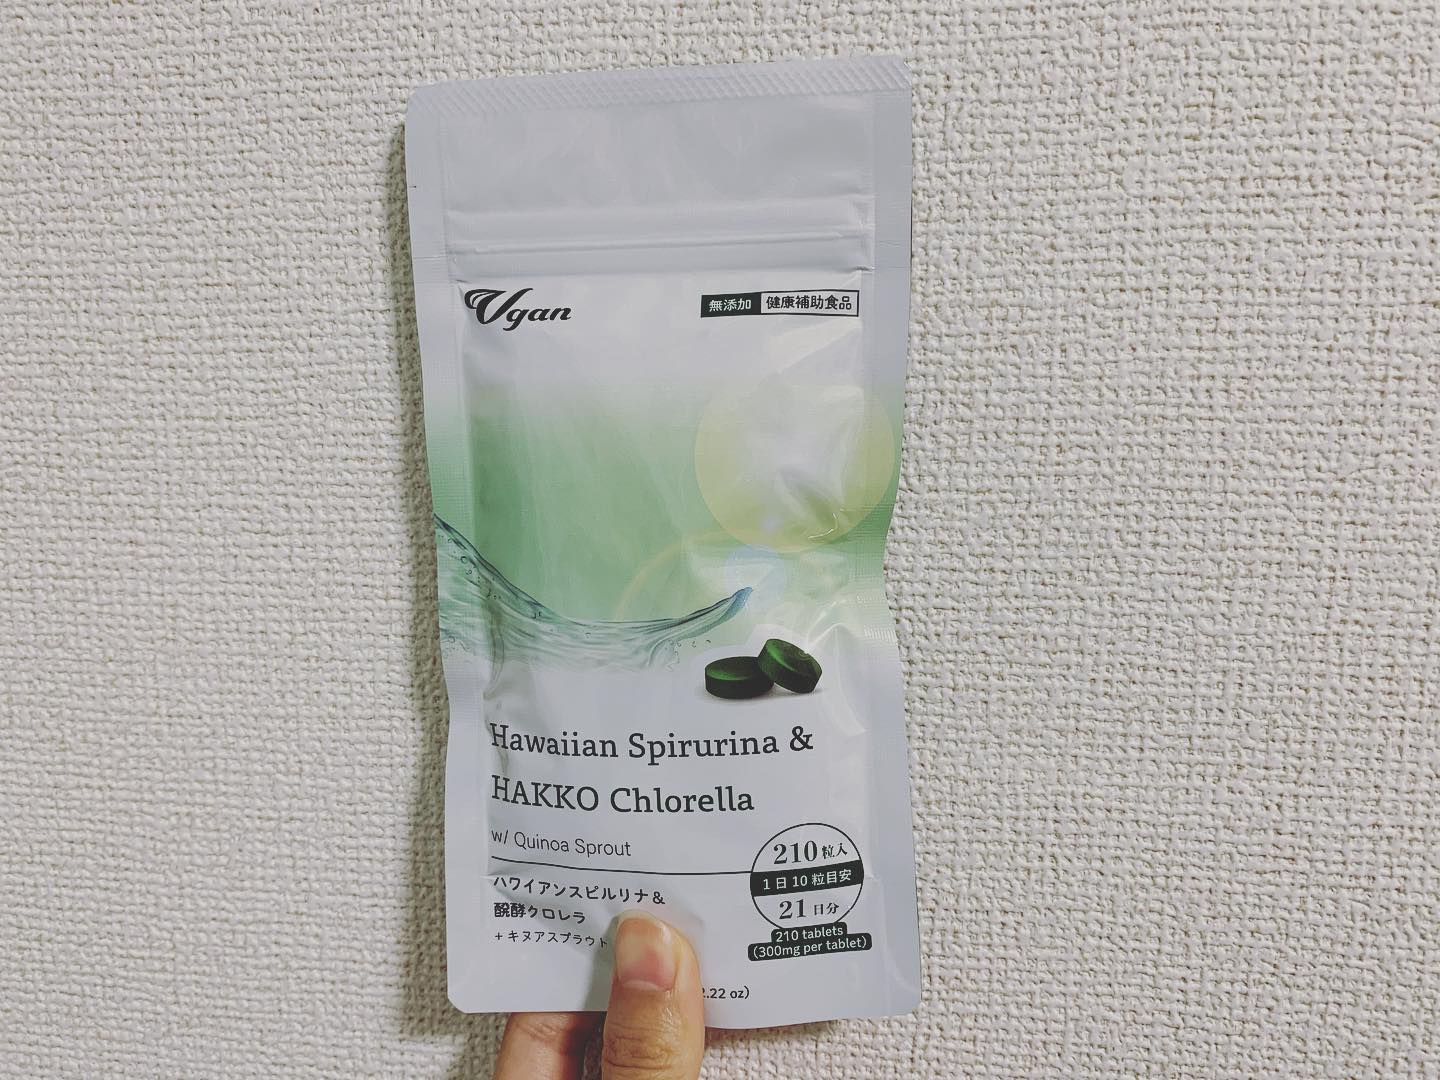 Vgan
無添加 健康補助食品
Hawaiian Spirurina &
HAKKO Chlorella
w/ Quinoa Sprout
ハワイアンスピルリナ&
醗酵クロレラ
+ キヌアスプラウト
210粒入
1日10粒目安
21日分
210 tablets
(300mg per tablet)
2.22 oz)